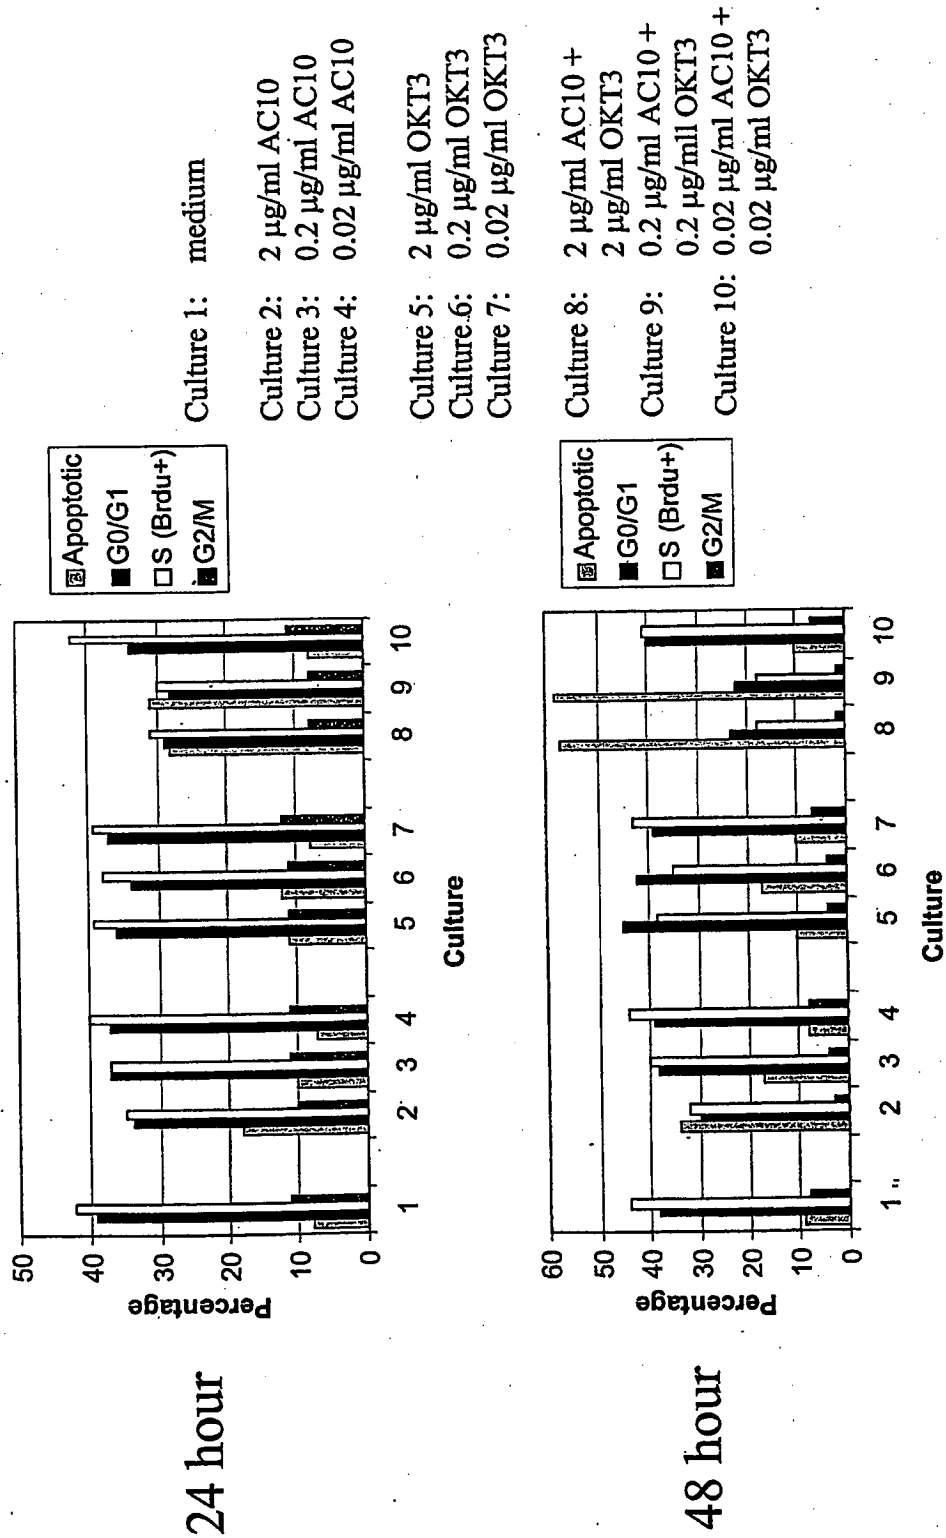 24 hour
Percentage
50
40
30
20
10
0
1
2
3
4
5
6
7
8
9
10
Culture
Apoptotic
G0/G1
S (Brdu+)
G2/M
48 hour
Percentage
60
50
40
30
20
10
0
1
2
3
4
5
6
7
8
9
10
Culture
Apoptotic
G0/G1
S (Brdu+)
G2/M
Culture 1: medium
Culture 2: 2 µg/ml AC10
Culture 3: 0.2 µg/ml AC10
Culture 4: 0.02 µg/ml AC10
Culture 5: 2 µg/ml OKT3
Culture 6: 0.2 µg/ml OKT3
Culture 7: 0.02 µg/ml OKT3
Culture 8: 2 µg/ml AC10 +
2 µg/ml OKT3
Culture 9: 0.2 µg/ml AC10 +
0.2 µg/mll OKT3
Culture 10: 0.02 µg/ml AC10 +
0.02 µg/ml OKT3